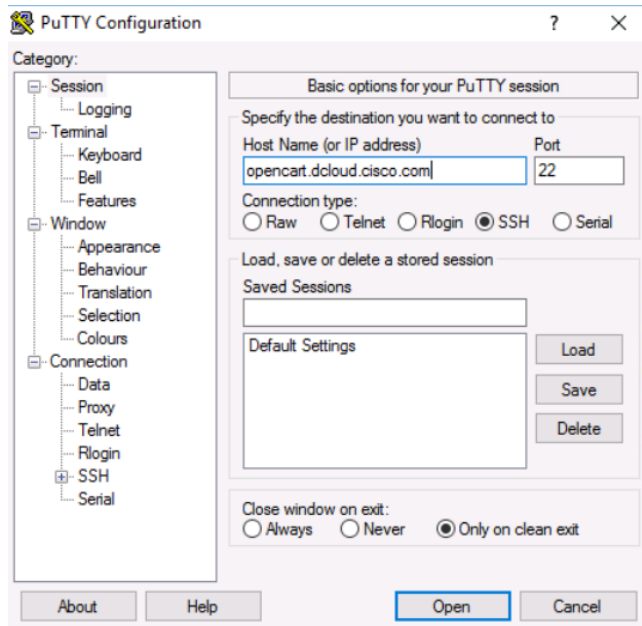 PuTTY Configuration ? ×
Category:
Session
Logging
Terminal
Keyboard
Bell
Features
Window
Appearance
Behaviour
Translation
Selection
Colours
Connection
Data
Proxy
Telnet
Rlogin
SSH
Serial
Basic options for your PuTTY session
Specify the destination you want to connect to
Host Name (or IP address) Port
opencart.dcloud.cisco.com 22
Connection type:
Raw Telnet Rlogin SSH Serial
Load, save or delete a stored session
Saved Sessions
Default Settings
Load
Save
Delete
Close window on exit:
Always Never Only on clean exit
About Help Open Cancel